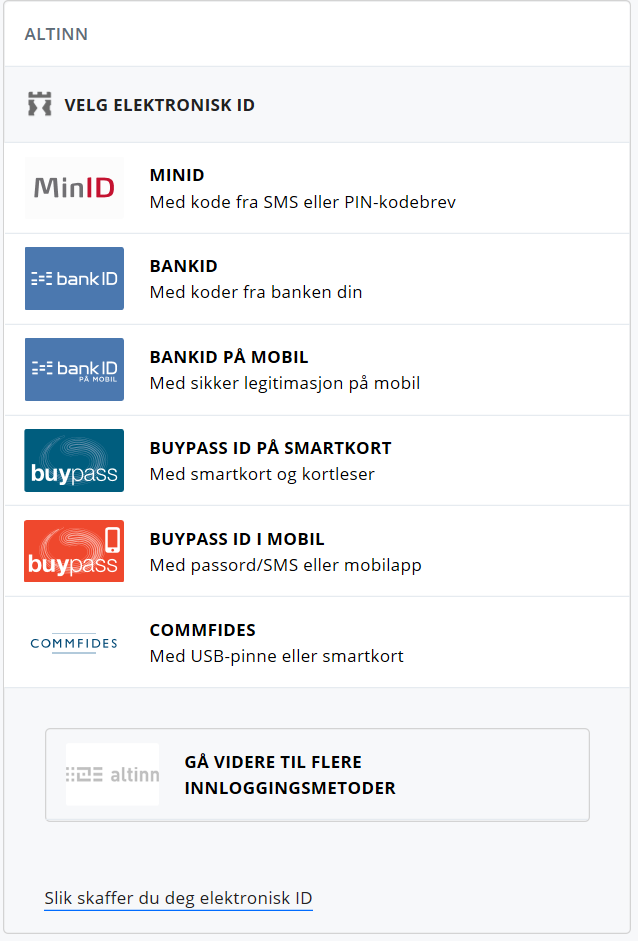 ALTINN
VELG ELEKTRONISK ID
MinID
MINID
Med kode fra SMS eller PIN-kodebrev
bankID
BANKID
Med koder fra banken din
bankID
PÅ MOBIL
BANKID PÅ MOBIL
Med sikker legitimasjon på mobil
buypass
BUYPASS ID PÅ SMARTKORT
Med smartkort og kortleser
buypass
BUYPASS ID I MOBIL
Med passord/SMS eller mobilapp
COMMFIDES
COMMFIDES
Med USB-pinne eller smartkort
altinn
GÅ VIDERE TIL FLERE
INNLOGGINGSMETODER
Slik skaffer du deg elektronisk ID